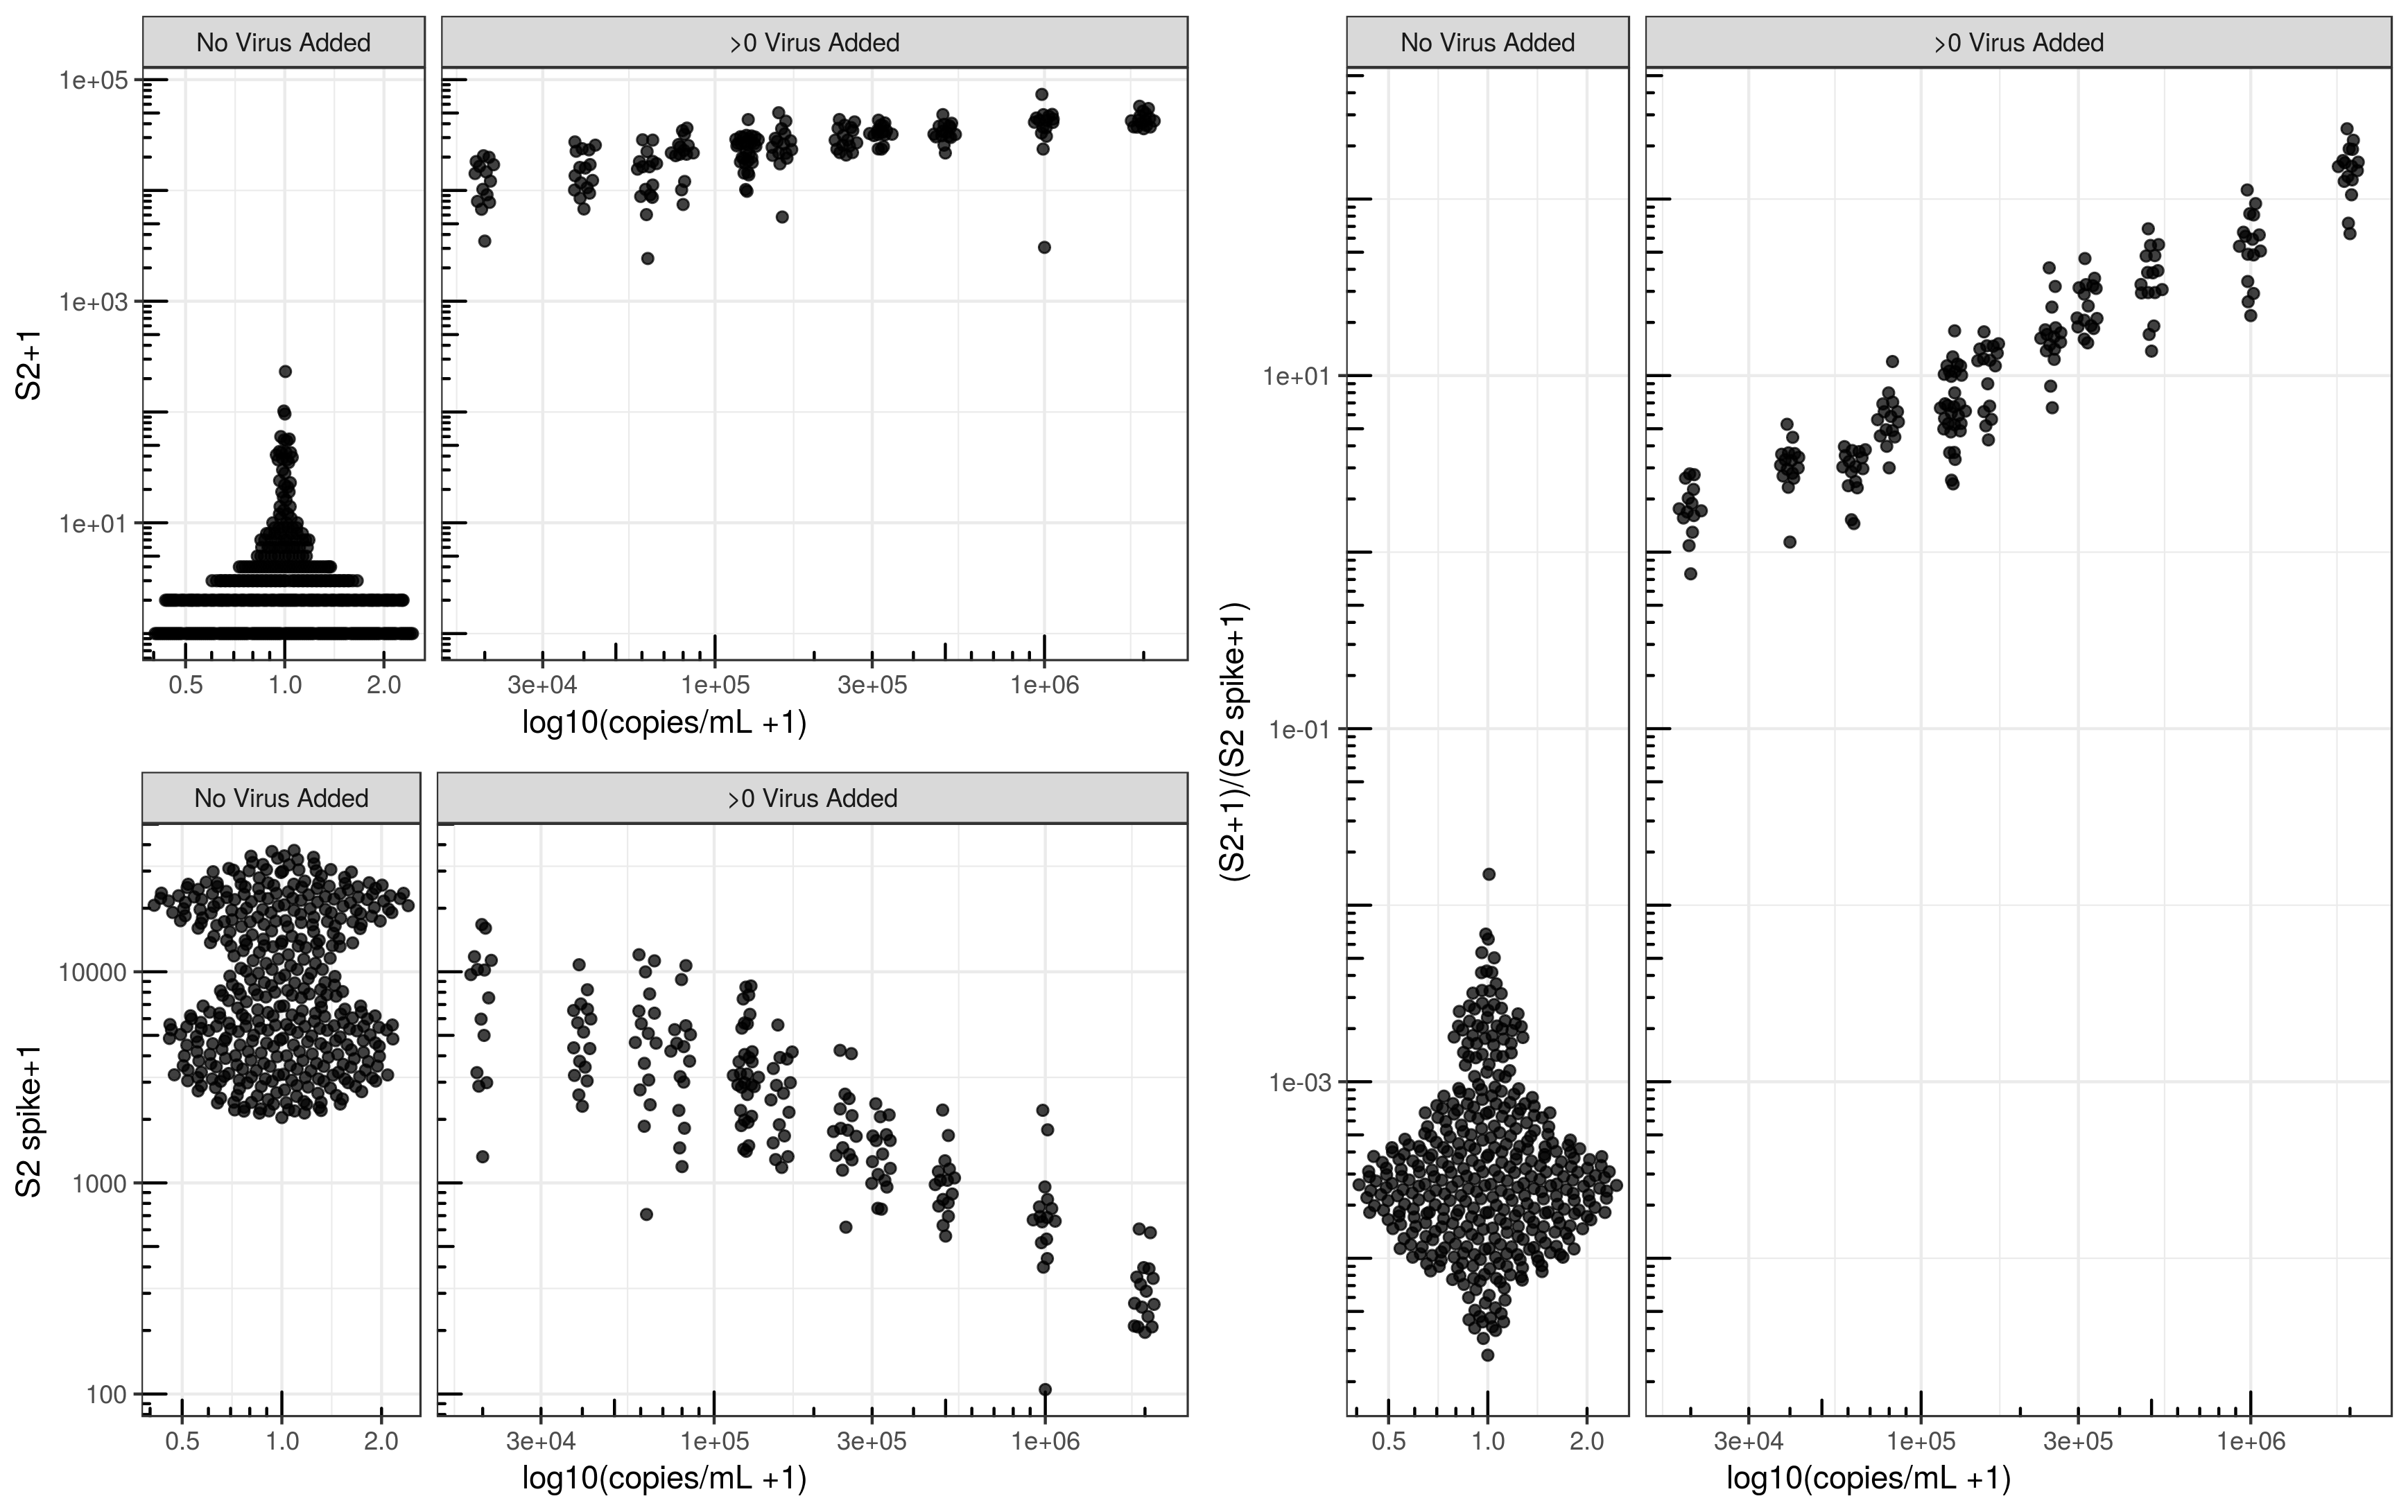 No Virus Added
>0 Virus Added
S2+1
1e+05
1e+03
1e+01
0.5 1.0 2.0
3e+04 1e+05 3e+05 1e+06
log10(copies/mL +1)
No Virus Added
>0 Virus Added
S2 spike+1
10000
1000
100
0.5 1.0 2.0
3e+04 1e+05 3e+05 1e+06
log10(copies/mL +1)
No Virus Added
>0 Virus Added
(S2+1)/(S2 spike+1)
1e+01
1e-01
1e-03
0.5 1.0 2.0
3e+04 1e+05 3e+05 1e+06
log10(copies/mL +1)